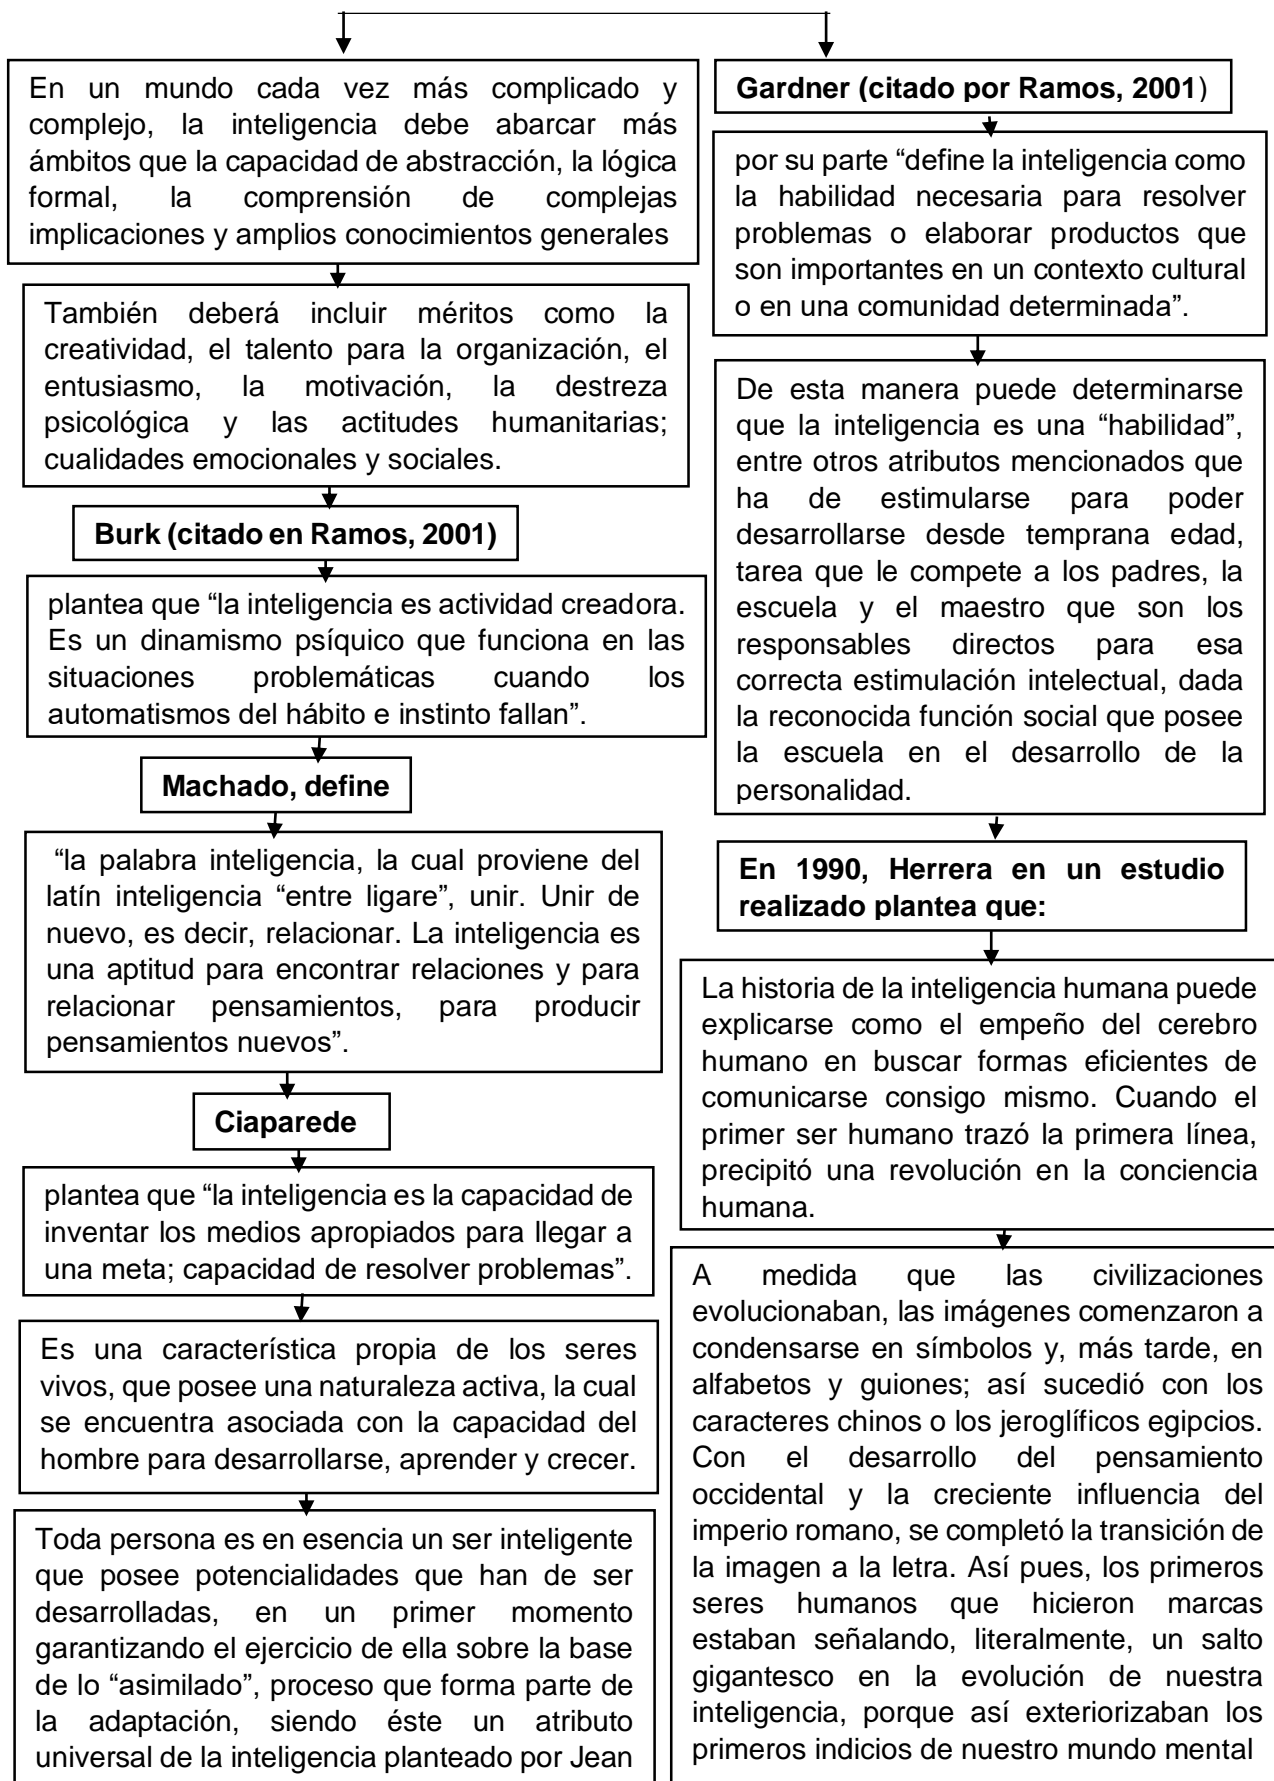 En un mundo cada vez más complicado y
complejo, la inteligencia debe abarcar más
ámbitos que la capacidad de abstracción, la lógica
formal, la comprensión de complejas
implicaciones y amplios conocimientos generales
También deberá incluir méritos como la
creatividad, el talento para la organización, el
entusiasmo, la motivación, la destreza
psicológica y las actitudes humanitarias;
cualidades emocionales y sociales.
Burk (citado en Ramos, 2001)
plantea que “la inteligencia es actividad creadora.
Es un dinamismo psíquico que funciona en las
situaciones problemáticas cuando los
automatismos del hábito e instinto fallan”.
Machado, define
“la palabra inteligencia, la cual proviene del
latín inteligencia “entre ligare”, unir. Unir de
nuevo, es decir, relacionar. La inteligencia es
una aptitud para encontrar relaciones y para
relacionar pensamientos, para producir
pensamientos nuevos”.
Ciaparede
plantea que “la inteligencia es la capacidad de
inventar los medios apropiados para llegar a
una meta; capacidad de resolver problemas”.
Es una característica propia de los seres
vivos, que posee una naturaleza activa, la cual
se encuentra asociada con la capacidad del
hombre para desarrollarse, aprender y crecer.
Toda persona es en esencia un ser inteligente
que posee potencialidades que han de ser
desarrolladas, en un primer momento
garantizando el ejercicio de ella sobre la base
de lo “asimilado”, proceso que forma parte de
la adaptación, siendo éste un atributo
universal de la inteligencia planteado por Jean
Gardner (citado por Ramos, 2001)
por su parte “define la inteligencia como
la habilidad necesaria para resolver
problemas o elaborar productos que
son importantes en un contexto cultural
o en una comunidad determinada”.
De esta manera puede determinarse
que la inteligencia es una “habilidad”,
entre otros atributos mencionados que
ha de estimularse para poder
desarrollarse desde temprana edad,
tarea que le compete a los padres, la
escuela y el maestro que son los
responsables directos para esa
correcta estimulación intelectual, dada
la reconocida función social que posee
la escuela en el desarrollo de la
personalidad.
En 1990, Herrera en un estudio
realizado plantea que:
La historia de la inteligencia humana puede
explicarse como el empeño del cerebro
humano en buscar formas eficientes de
comunicarse consigo mismo. Cuando el
primer ser humano trazó la primera línea,
precipitó una revolución en la conciencia
humana.
A medida que las civilizaciones
evolucionaban, las imágenes comenzaron a
condensarse en símbolos y, más tarde, en
alfabetos y guiones; así sucedió con los
caracteres chinos o los jeroglíficos egipcios.
Con el desarrollo del pensamiento
occidental y la creciente influencia del
imperio romano, se completó la transición de
la imagen a la letra. Así pues, los primeros
seres humanos que hicieron marcas
estaban señalando, literalmente, un salto
gigantesco en la evolución de nuestra
inteligencia, porque así exteriorizaban los
primeros indicios de nuestro mundo mental